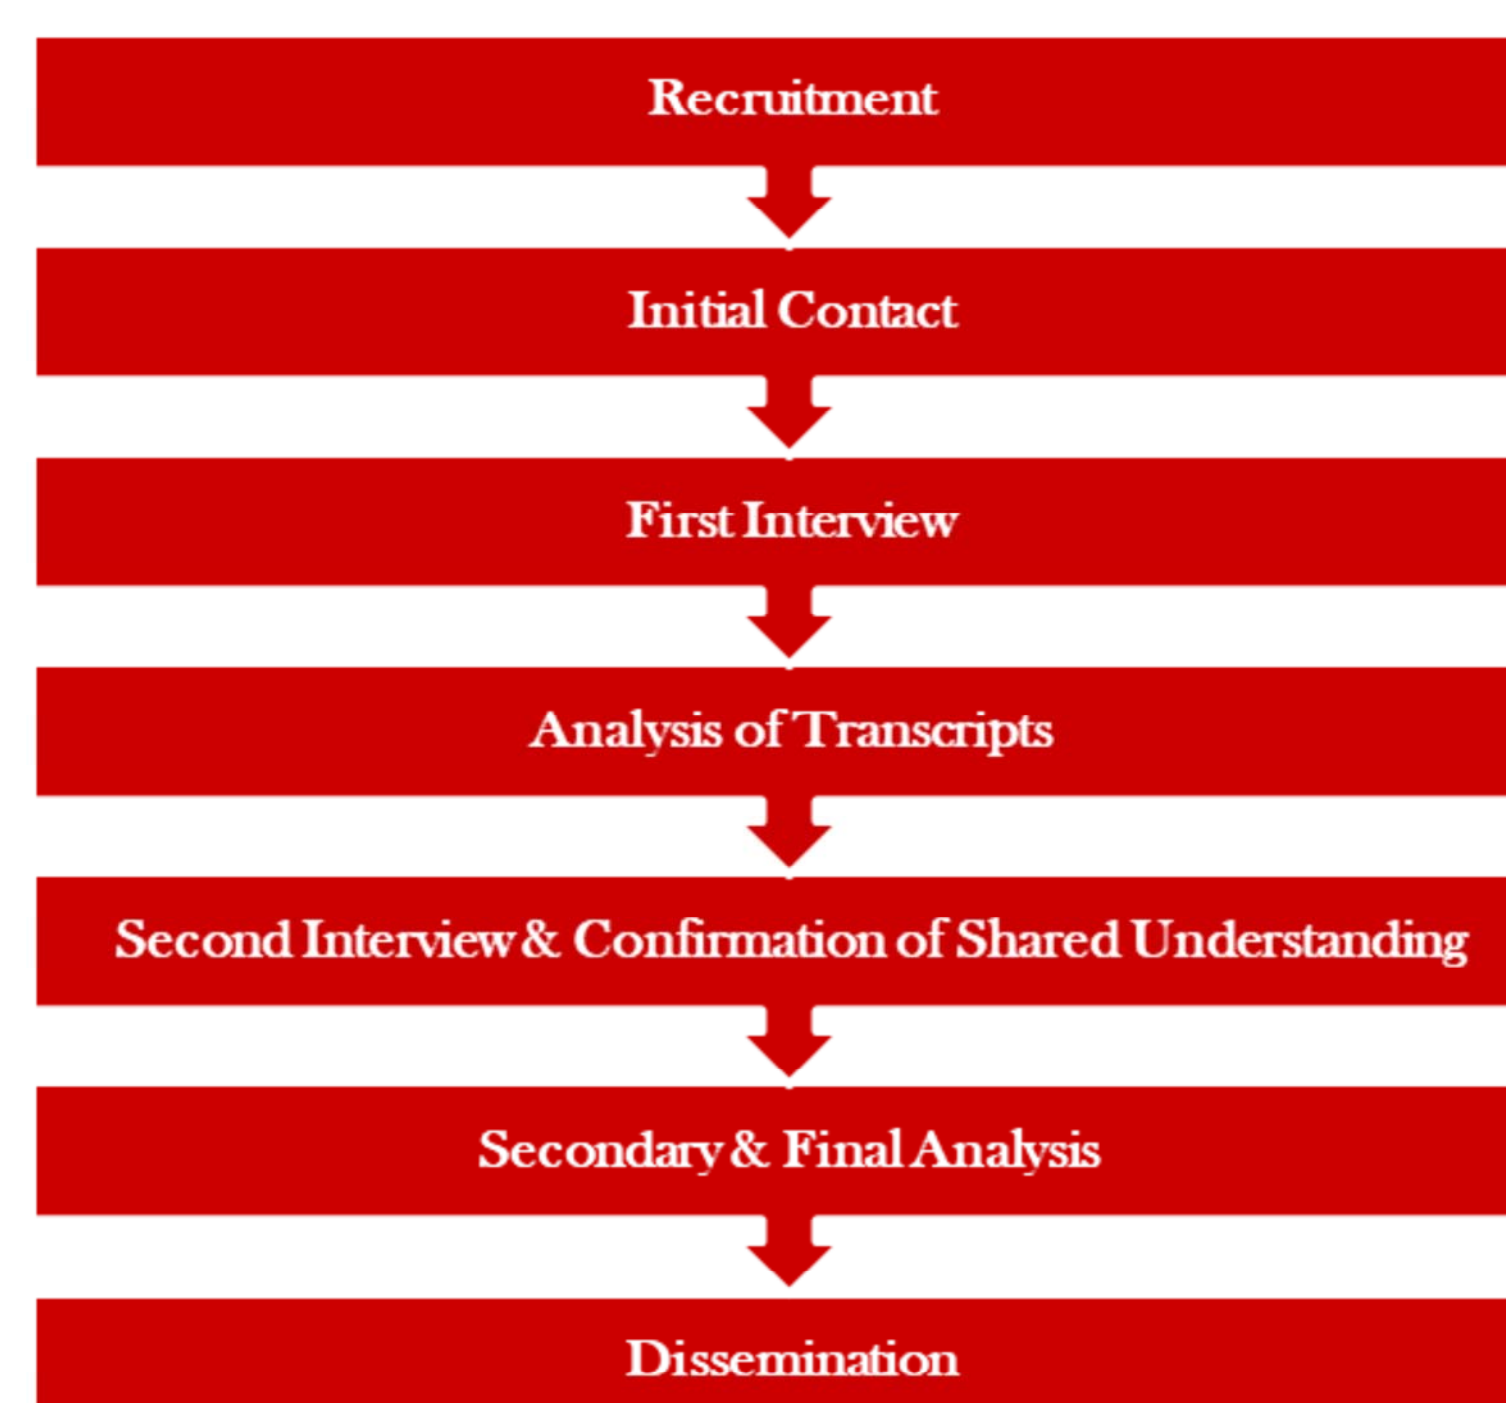 Recruitment
Initial Contact
First Interview
Analysis of Transcripts
Second Interview & Confirmation of Shared Understanding
Secondary & Final Analysis
Dissemination